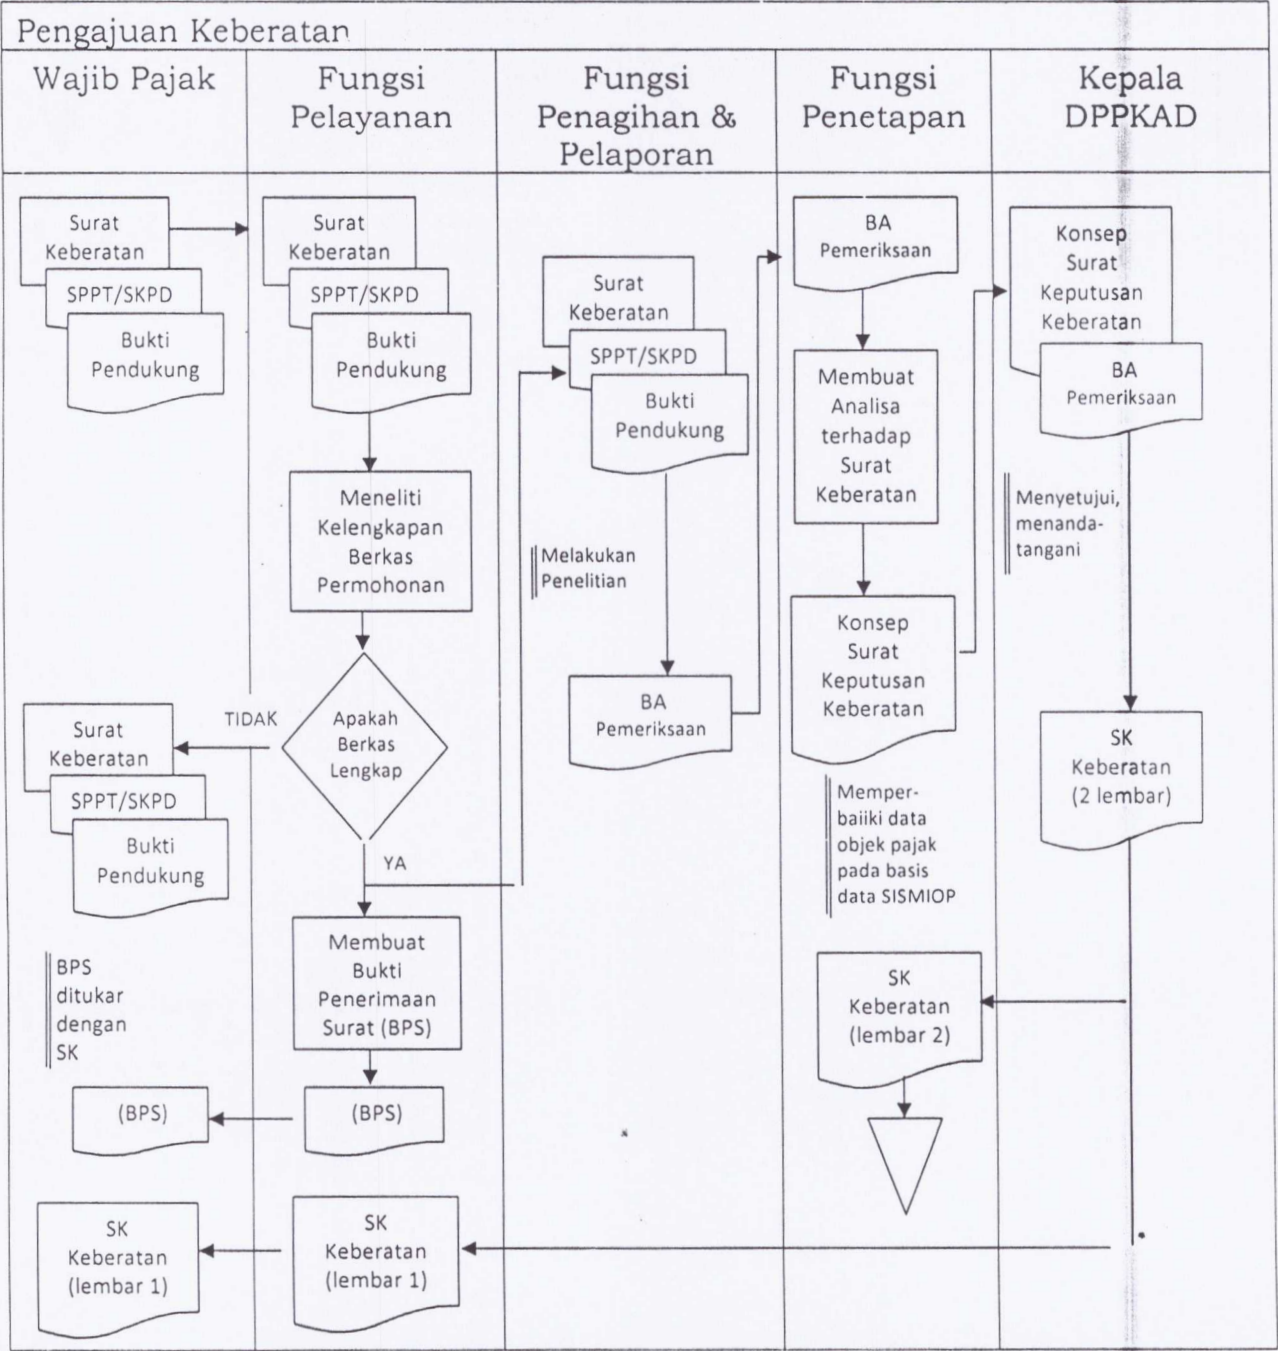 Pengajuan Keberatan
Wajib Pajak
Fungsi
Pelayanan
Fungsi
Penagihan &
Pelaporan
Fungsi
Penetapan
Kepala
DPPKAD
Surat
Keberatan
SPPT/SKPD
Bukti
Pendukung
TIDAK
Surat
Keberatan
SPPT/SKPD
Bukti
Pendukung
BPS
ditukar
dengan
SK
(BPS)
SK
Keberatan
(lembar 1)
Surat
Keberatan
SPPT/SKPD
Bukti
Pendukung
Meneliti
Kelengkapan
Berkas
Permohonan
Apakah
Berkas
Lengkap
YA
Membuat
Bukti
Penerimaan
Surat (BPS)
(BPS)
SK
Keberatan
(lembar 1)
Surat
Keberatan
SPPT/SKPD
Bukti
Pendukung
Melakukan
Penelitian
BA
Pemeriksaan
BA
Pemeriksaan
Membuat
Analisa
terhadap
Surat
Keberatan
Konsep
Surat
Keputusan
Keberatan
Memper-
baiiki data
objek pajak
pada basis
data SISMIOP
SK
Keberatan
(lembar 2)
Konsep
Surat
Keputusan
Keberatan
BA
Pemeriksaan
Menyetujui,
menanda-
tangani
SK
Keberatan
(2 lembar)